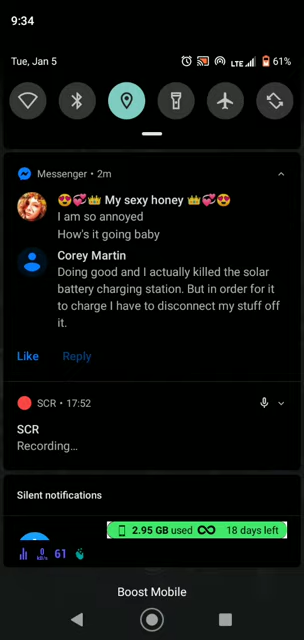 9:34
Tue, Jan 5
LTE 61%
Messenger • 2m
😍💞👑 My sexy honey 👑💞😍
I am so annoyed
How's it going baby
Corey Martin
Doing good and I actually killed the solar
battery charging station. But in order for it
to charge I have to disconnect my stuff off
it.
Like Reply
SCR • 17:52
SCR
Recording...
Silent notifications
2.95 GB used 18 days left
0 61
Boost Mobile